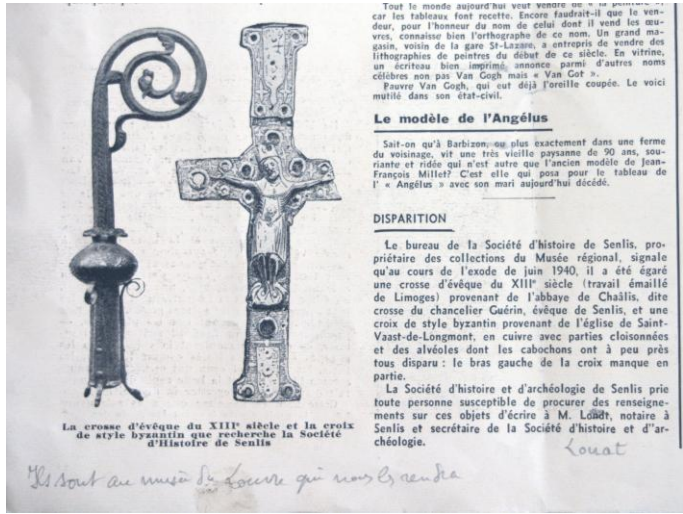 Tout le monde aujourd'hui veut vendre de « la peinture »,
car les tableaux font recette. Encore faudrait-il que le ven-
deur, pour l'honneur du nom de celui dont il vend les œu-
vres, connaisse bien l'orthographe de ce nom. Un grand ma-
gasin, voisin de la gare St-Lazare, a entrepris de vendre des
lithographies de peintres du début de ce siècle. En vitrine,
un écriteau bien imprimé annonce parmi d'autres noms
célèbres non pas Van Gogh mais « Van Got ».
Pauvre Van Gogh, qui eut déjà l'oreille coupée. Le voici
mutilé dans son état-civil.
Le modèle de l'Angélus
Sait-on qu'à Barbizon, ou plus exactement dans une ferme
du voisinage, vit une très vieille paysanne de 90 ans, sou-
riante et ridée qui n'est autre que l'ancien modèle de Jean-
François Millet? C'est elle qui posa pour le tableau de
l' « Angélus » avec son mari aujourd'hui décédé.
DISPARITION
Le bureau de la Société d'histoire de Senlis, pro-
priétaire des collections du Musée régional, signale
qu'au cours de l'exode de juin 1940, il a été égaré
une crosse d'évêque du XIIIe siècle (travail émaillé
de Limoges) provenant de l'abbaye de Chaâlis, dite
crosse du chancelier Guérin, évêque de Senlis, et une
croix de style byzantin provenant de l'église de Saint-
Vaast-de-Longmont, en cuivre avec parties cloisonnées
et des alvéoles dont les cabochons ont à peu près
tous disparu : le bras gauche de la croix manque en
partie.
La Société d'histoire et d'archéologie de Senlis prie
toute personne susceptible de procurer des renseigne-
ments sur ces objets d'écrire à M. Londt, notaire à
Senlis et secrétaire de la Société d'histoire et d''ar-
chéologie.
Louat
La crosse d'évêque du XIIIe siècle et la croix
de style byzantin que recherche la Société
d'Histoire de Senlis
Ils sont au musée du Louvre qui nous les rendra